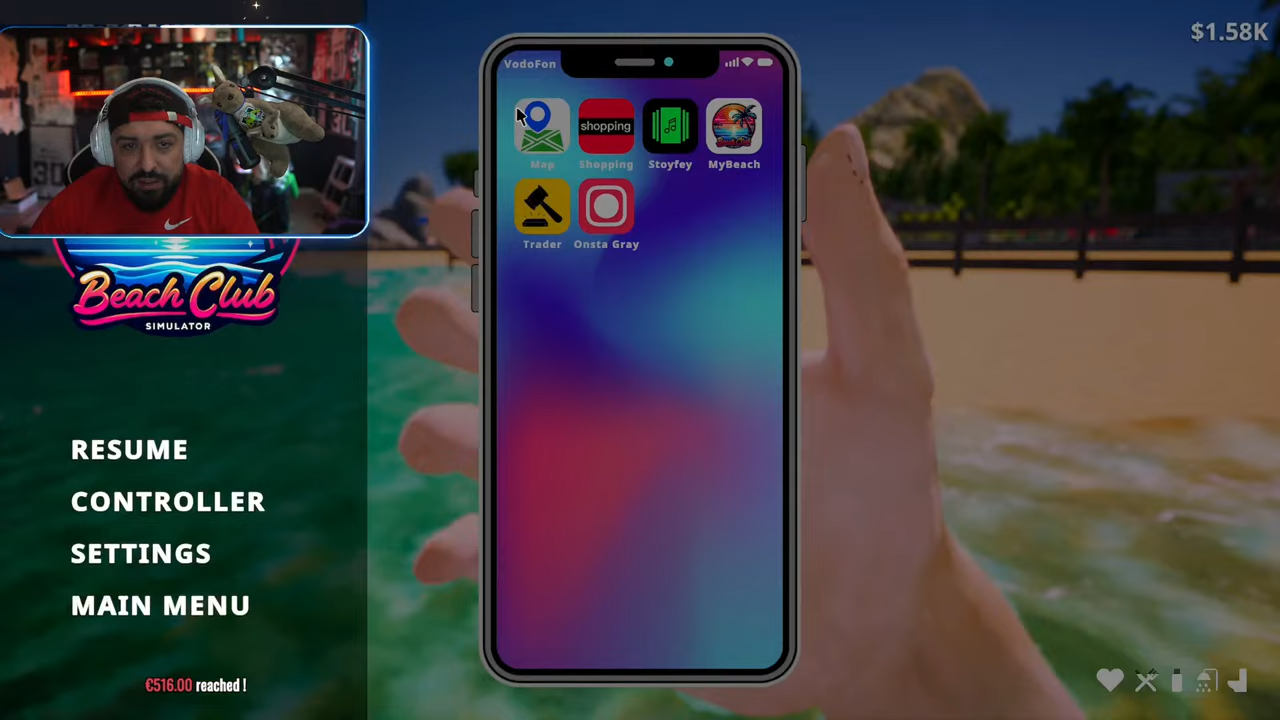 $1.58K
VodoFon
shopping
Map
Shopping
Stoyfey
MyBeach
Trader
Onsta Gray
Beach Club
SIMULATOR
RESUME
CONTROLLER
SETTINGS
MAIN MENU
€516.00 reached !